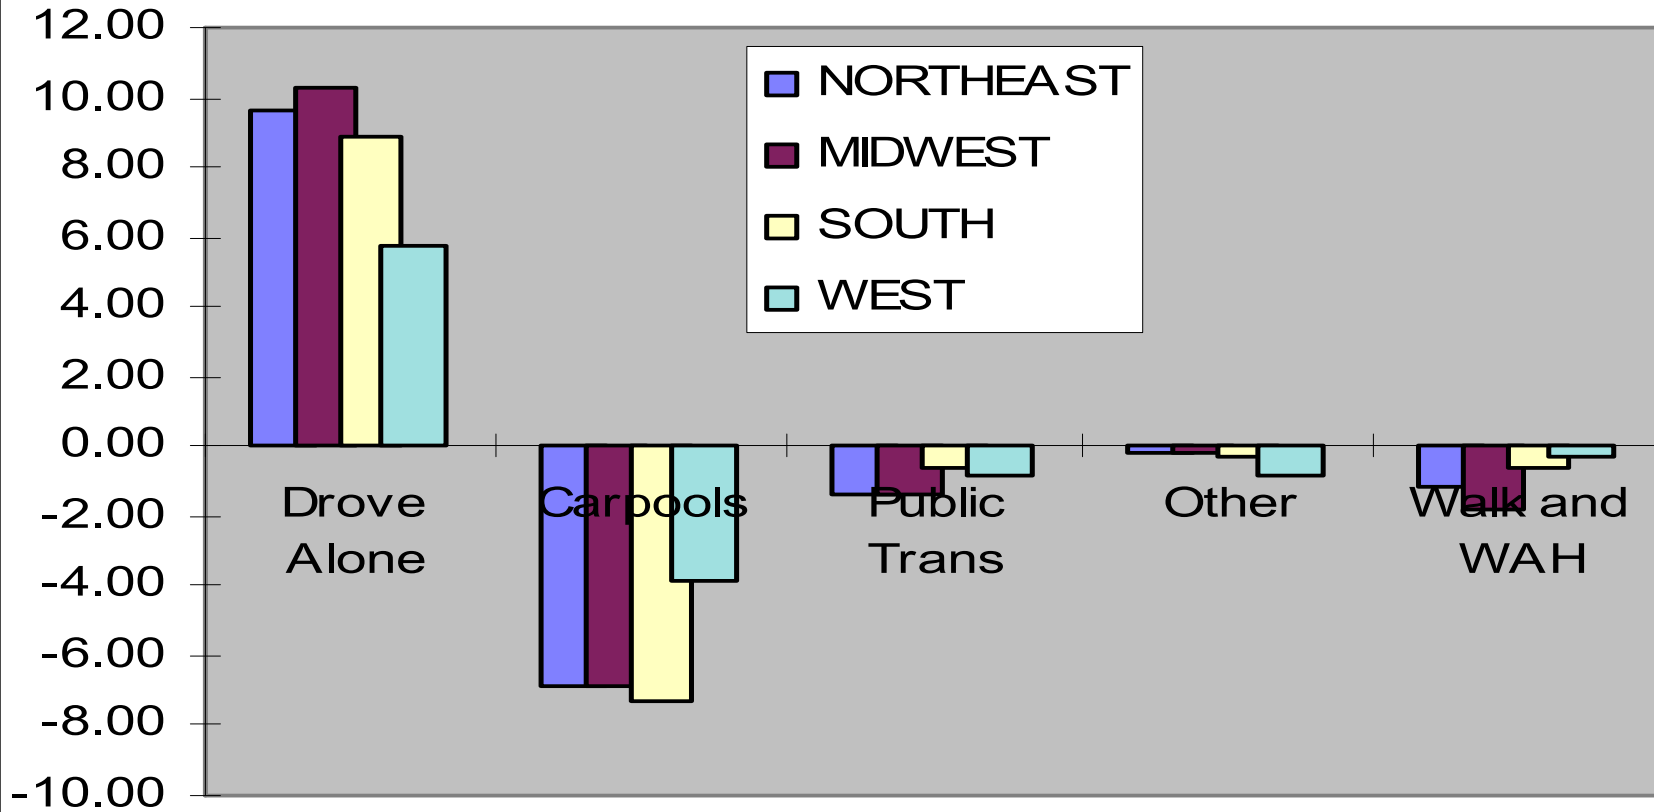 12.00
10.00
8.00
6.00
4.00
2.00
0.00
-2.00
-4.00
-6.00
-8.00
-10.00
NORTHEAST
MIDWEST
SOUTH
WEST
Drove
Alone
Carpools
Public
Trans
Other
Walk and
WAH